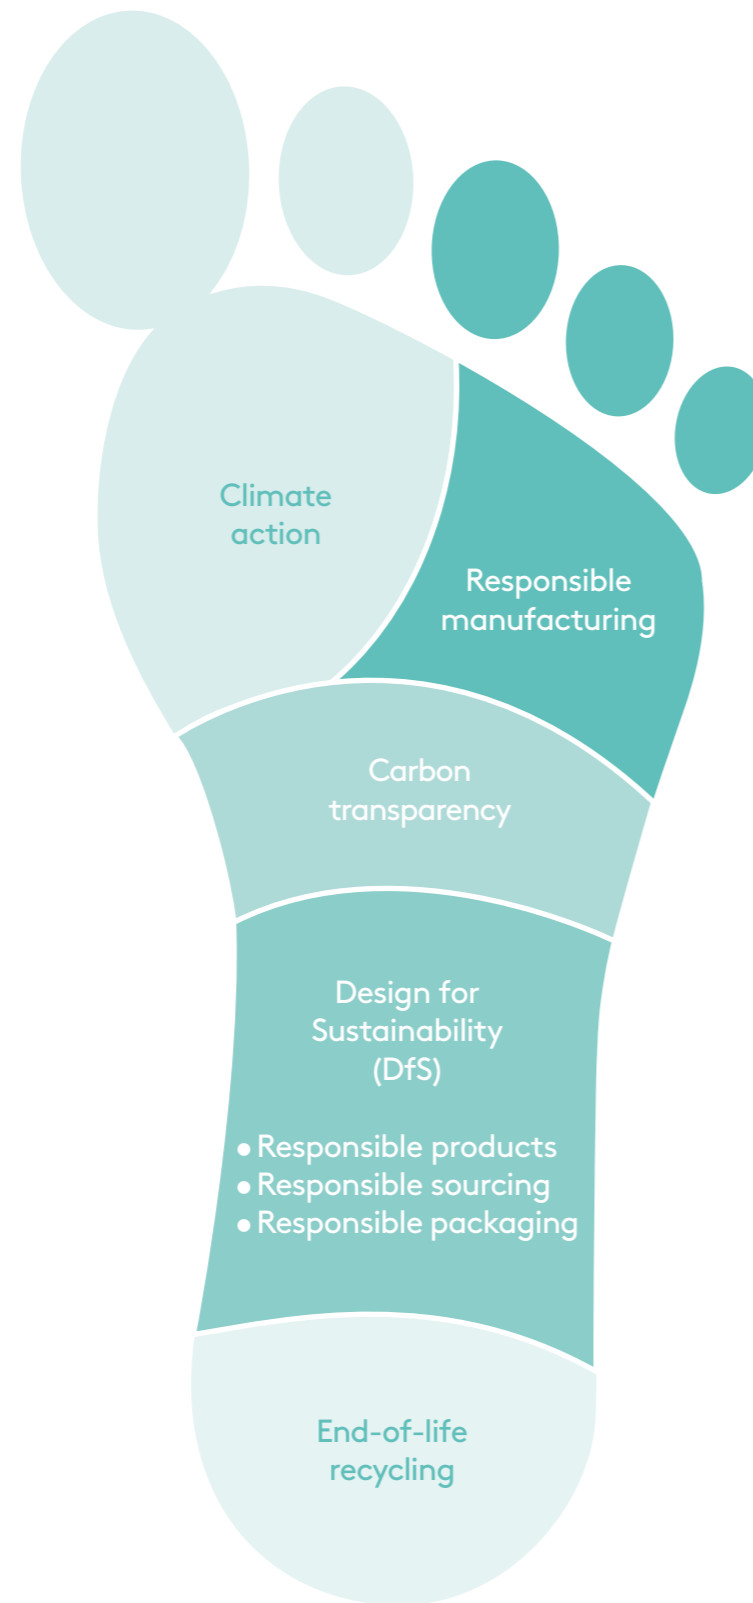 Climate
action
Responsible
manufacturing
Carbon
transparency
Design for
Sustainability
(DfS)
• Responsible products
• Responsible sourcing
• Responsible packaging
End-of-life
recycling